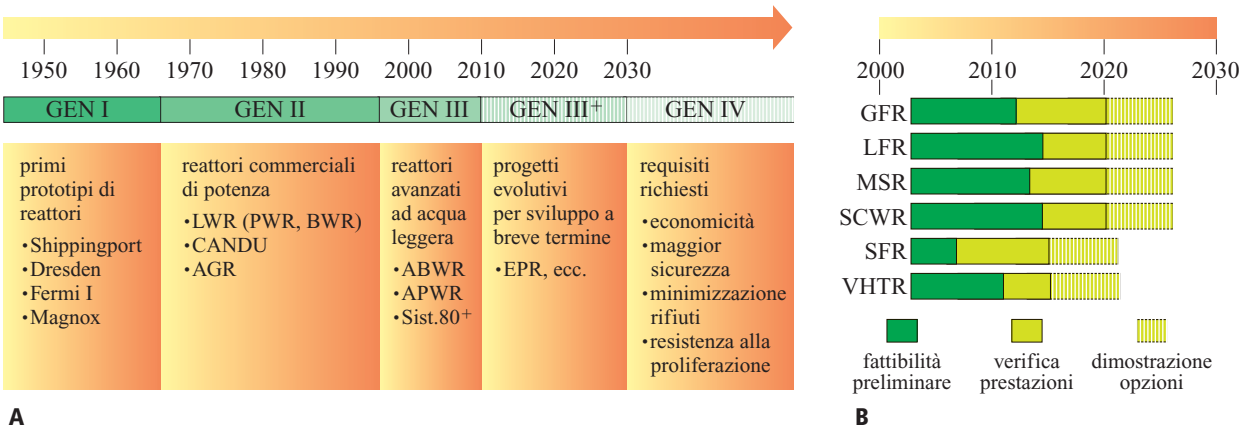 1950 1960 1970 1980 1990 2000 2010 2020 2030
GEN I GEN II GEN III GEN III+ GEN IV
primi
prototipi di
reattori
•Shippingport
•Dresden
•Fermi I
•Magnox
reattori commerciali
di potenza
•LWR (PWR, BWR)
•CANDU
•AGR
reattori
avanzati
ad acqua
leggera
•ABWR
•APWR
•Sist.80+
progetti
evolutivi
per sviluppo a
breve termine
•EPR, ecc.
requisiti
richiesti
•economicità
•maggior
sicurezza
•minimizzazione
rifiuti
•resistenza alla
proliferazione
A
2000 2010 2020 2030
GFR
LFR
MSR
SCWR
SFR
VHTR
fattibilità
preliminare
verifica
prestazioni
dimostrazione
opzioni
B